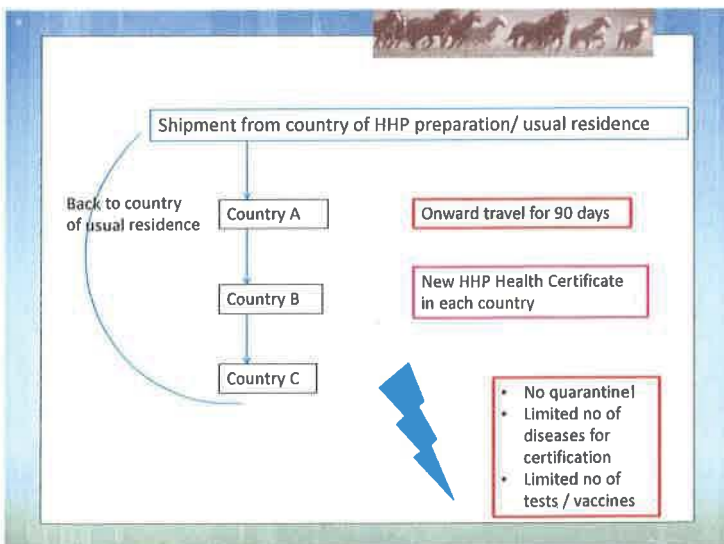 Shipment from country of HHP preparation/ usual residence
Back to country
of usual residence
Country A
Onward travel for 90 days
New HHP Health Certificate
in each country
Country B
Country C
• No quarantine!
• Limited no of
diseases for
certification
• Limited no of
tests / vaccines